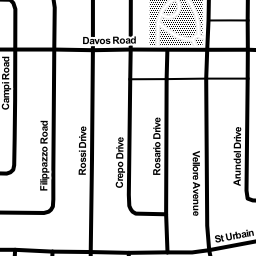 Davos Road
Campi Road
Filippazzo Road
Rossi Drive
Crepo Drive
Rosario Drive
Vellore Avenue
Arundel Drive
St Urbain